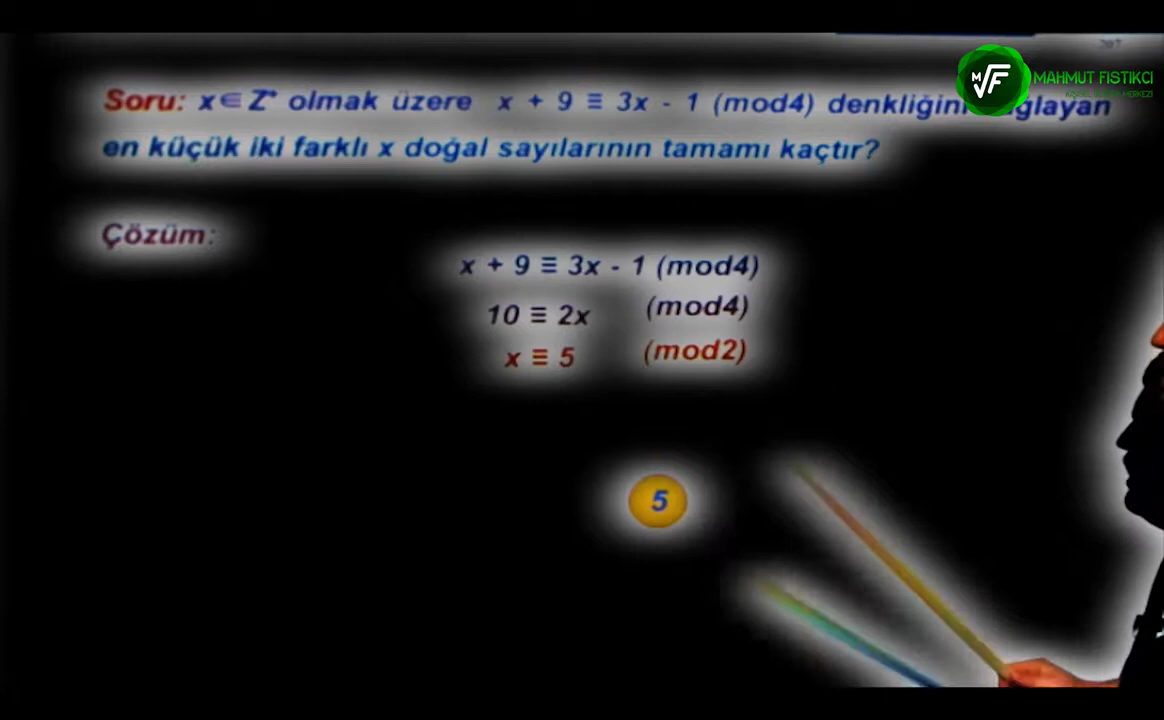 MAHMUT FISTIKCI
Soru: x ∈ Z⁺ olmak üzere x + 9 ≡ 3x - 1 (mod4)
en küçük iki farklı x doğal sayılarının tamamı kaçtır?
Çözüm:
x + 9 ≡ 3x - 1 (mod4)
10 ≡ 2x (mod4)
x ≡ 5 (mod2)
5